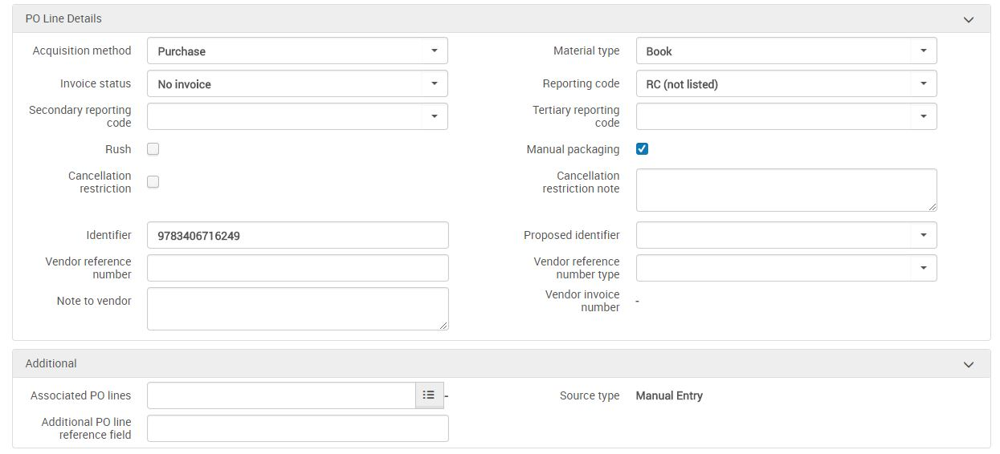 PO Line Details
Acquisition method Purchase Material type Book
Invoice status No invoice Reporting code RC (not listed)
Secondary reporting Tertiary reporting
code code
Rush Manual packaging
Cancellation Cancellation
restriction restriction note
Identifier 9783406716249 Proposed identifier
Vendor reference Vendor reference
number number type
Note to vendor Vendor invoice
number -
Additional
Associated PO lines - Source type Manual Entry
Additional PO line
reference field